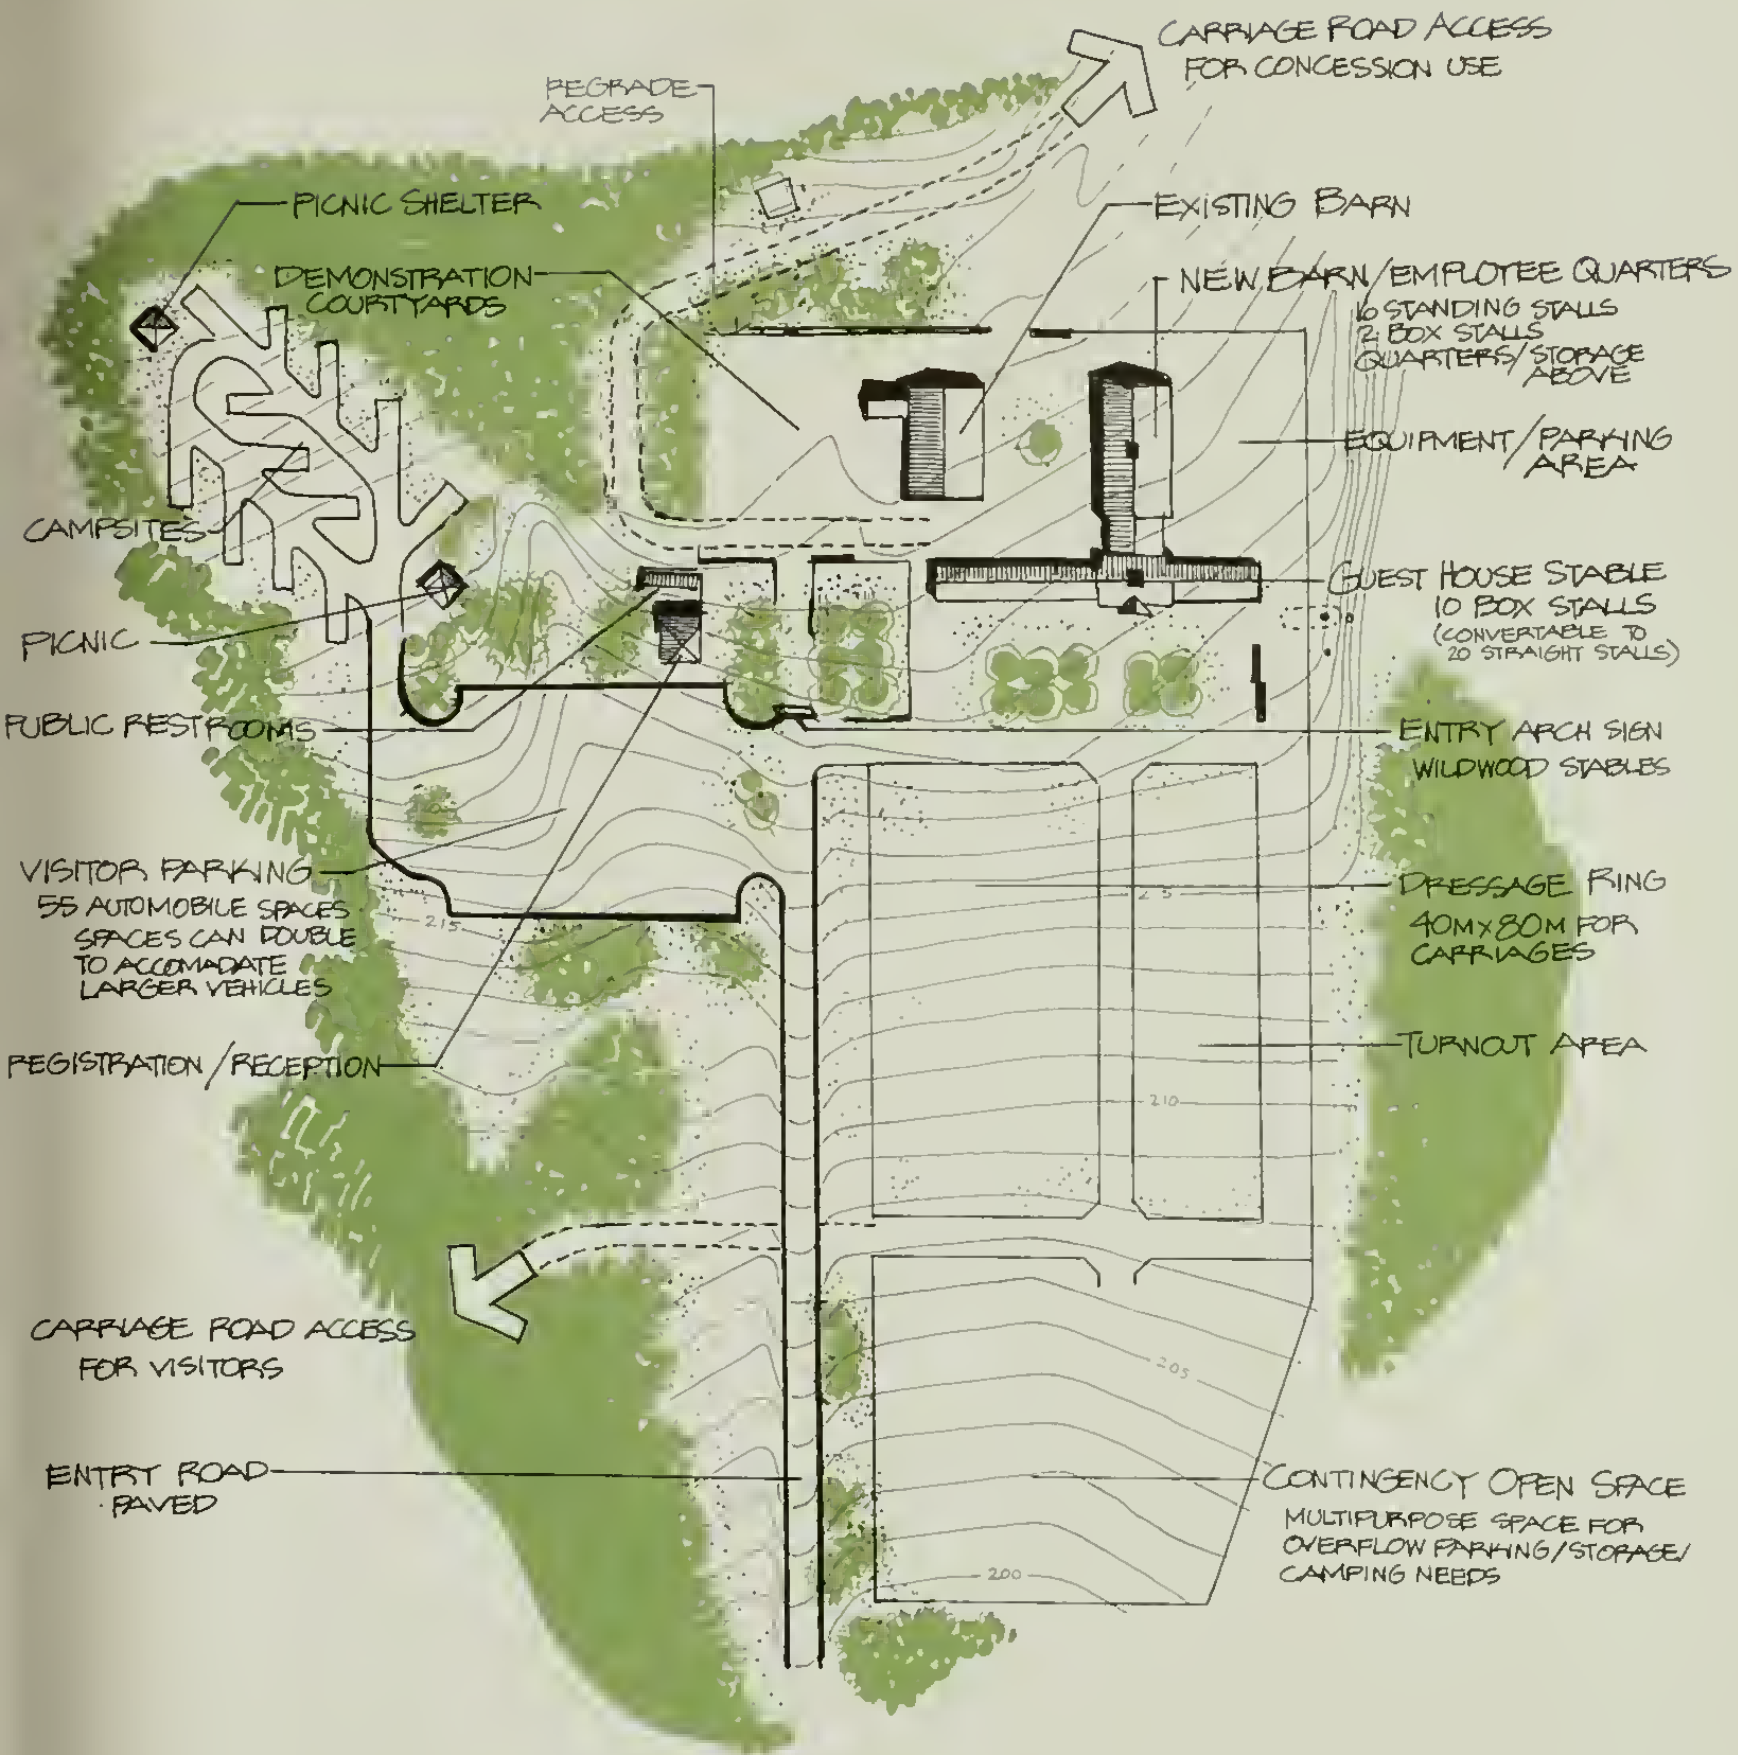 CARRIAGE ROAD ACCESS
FOR CONCESSION USE
REGRADE
ACCESS
PICNIC SHELTER
EXISTING BARN
DEMONSTRATION
COURTYARDS
NEW BARN/EMPLOYEE QUARTERS
16 STANDING STALLS
2 BOX STALLS
QUARTERS/STORAGE
ABOVE
EQUIPMENT/PARKING
AREA
CAMPSITES
GUEST HOUSE STABLE
10 BOX STALLS
(CONVERTABLE TO
20 STRAIGHT STALLS)
PICNIC
PUBLIC RESTROOMS
ENTRY ARCH SIGN
WILDWOOD STABLES
VISITOR PARKING
55 AUTOMOBILE SPACES
SPACES CAN DOUBLE
TO ACCOMADATE
LARGER VEHICLES
215
DRESSAGE RING
40M X 80M FOR
CARRIAGES
REGISTRATION/RECEPTION
TURNOUT AREA
210
CARRIAGE ROAD ACCESS
FOR VISITORS
205
ENTRY ROAD
PAVED
CONTINGENCY OPEN SPACE
MULTIPURPOSE SPACE FOR
OVERFLOW PARKING/STORAGE/
CAMPING NEEDS
200